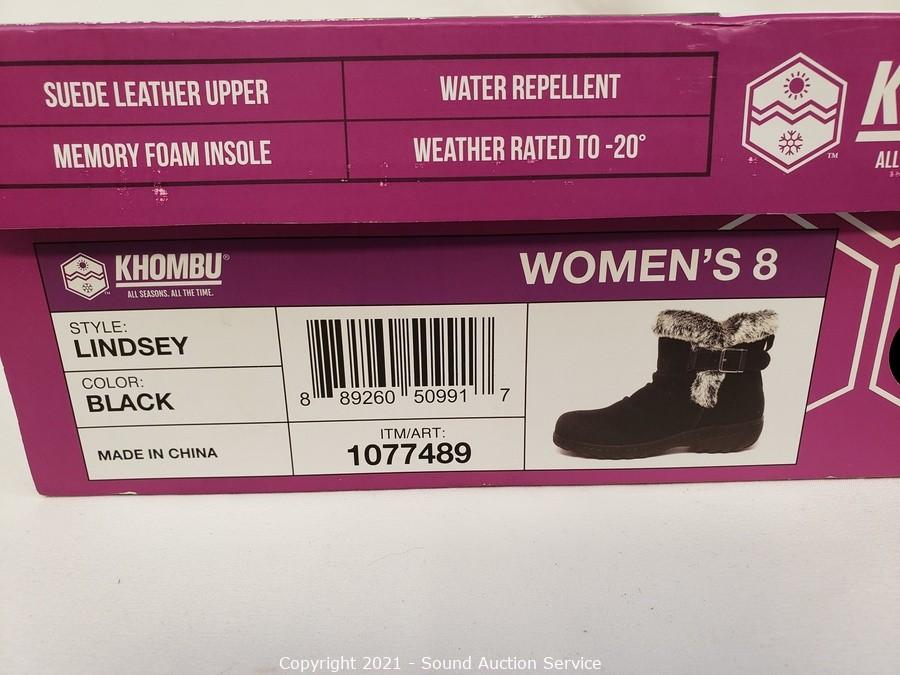 SUEDE LEATHER UPPER
WATER REPELLENT
MEMORY FOAM INSOLE
WEATHER RATED TO -20°
TM
K
ALL
KHOMBU®
ALL SEASONS. ALL THE TIME.
WOMEN'S 8
STYLE:
LINDSEY
COLOR:
BLACK
MADE IN CHINA
8 89260 50991 7
ITM/ART:
1077489
Copyright 2021 - Sound Auction Service